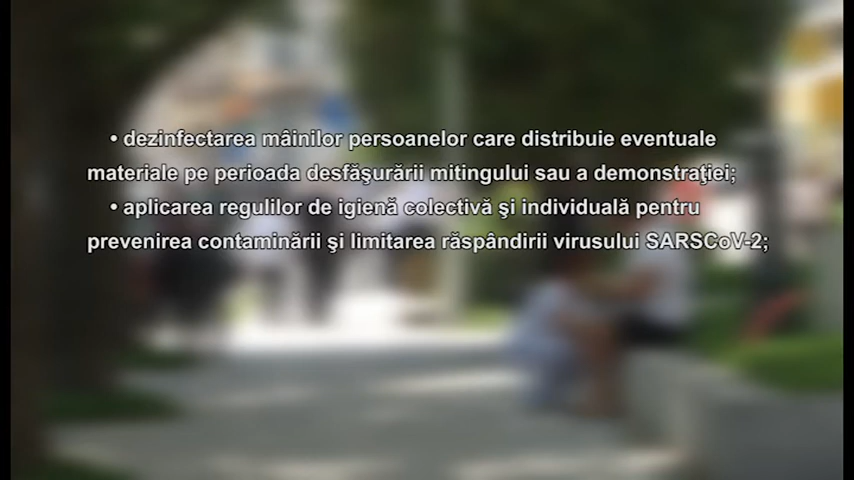 • dezinfectarea mâinilor persoanelor care distribuie eventuale
materiale pe perioada desfăşurării mitingului sau a demonstraţiei;
• aplicarea regulilor de igienă colectivă şi individuală pentru
prevenirea contaminării şi limitarea răspândirii virusului SARSCoV-2;